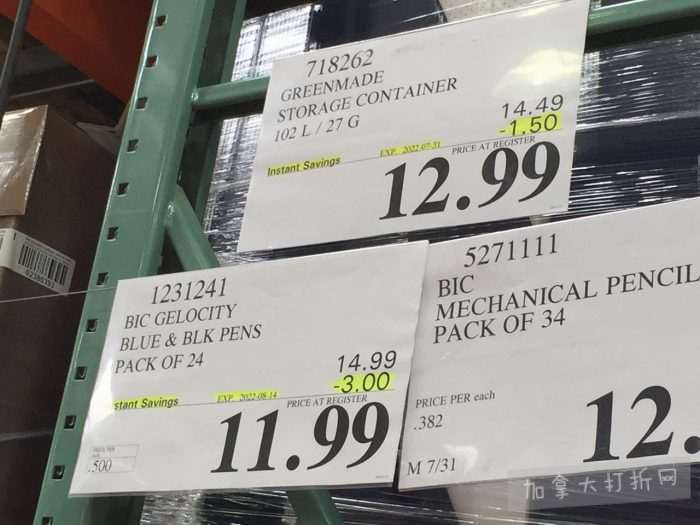 718262
GREENMADE
STORAGE CONTAINER
102 L / 27 G
14.49
-1.50
Instant Savings
EXP. 2022-07-31
PRICE AT REGISTER
12.99
1231241
BIC GELOCITY
BLUE & BLK PENS
PACK OF 24
14.99
-3.00
stant Savings
EXP. 2022-08-14
PRICE AT REGISTER
11.99
.500
5271111
BIC
MECHANICAL PENCIL
PACK OF 34
PRICE PER each
.382
12.
M 7/31
加拿大打折网